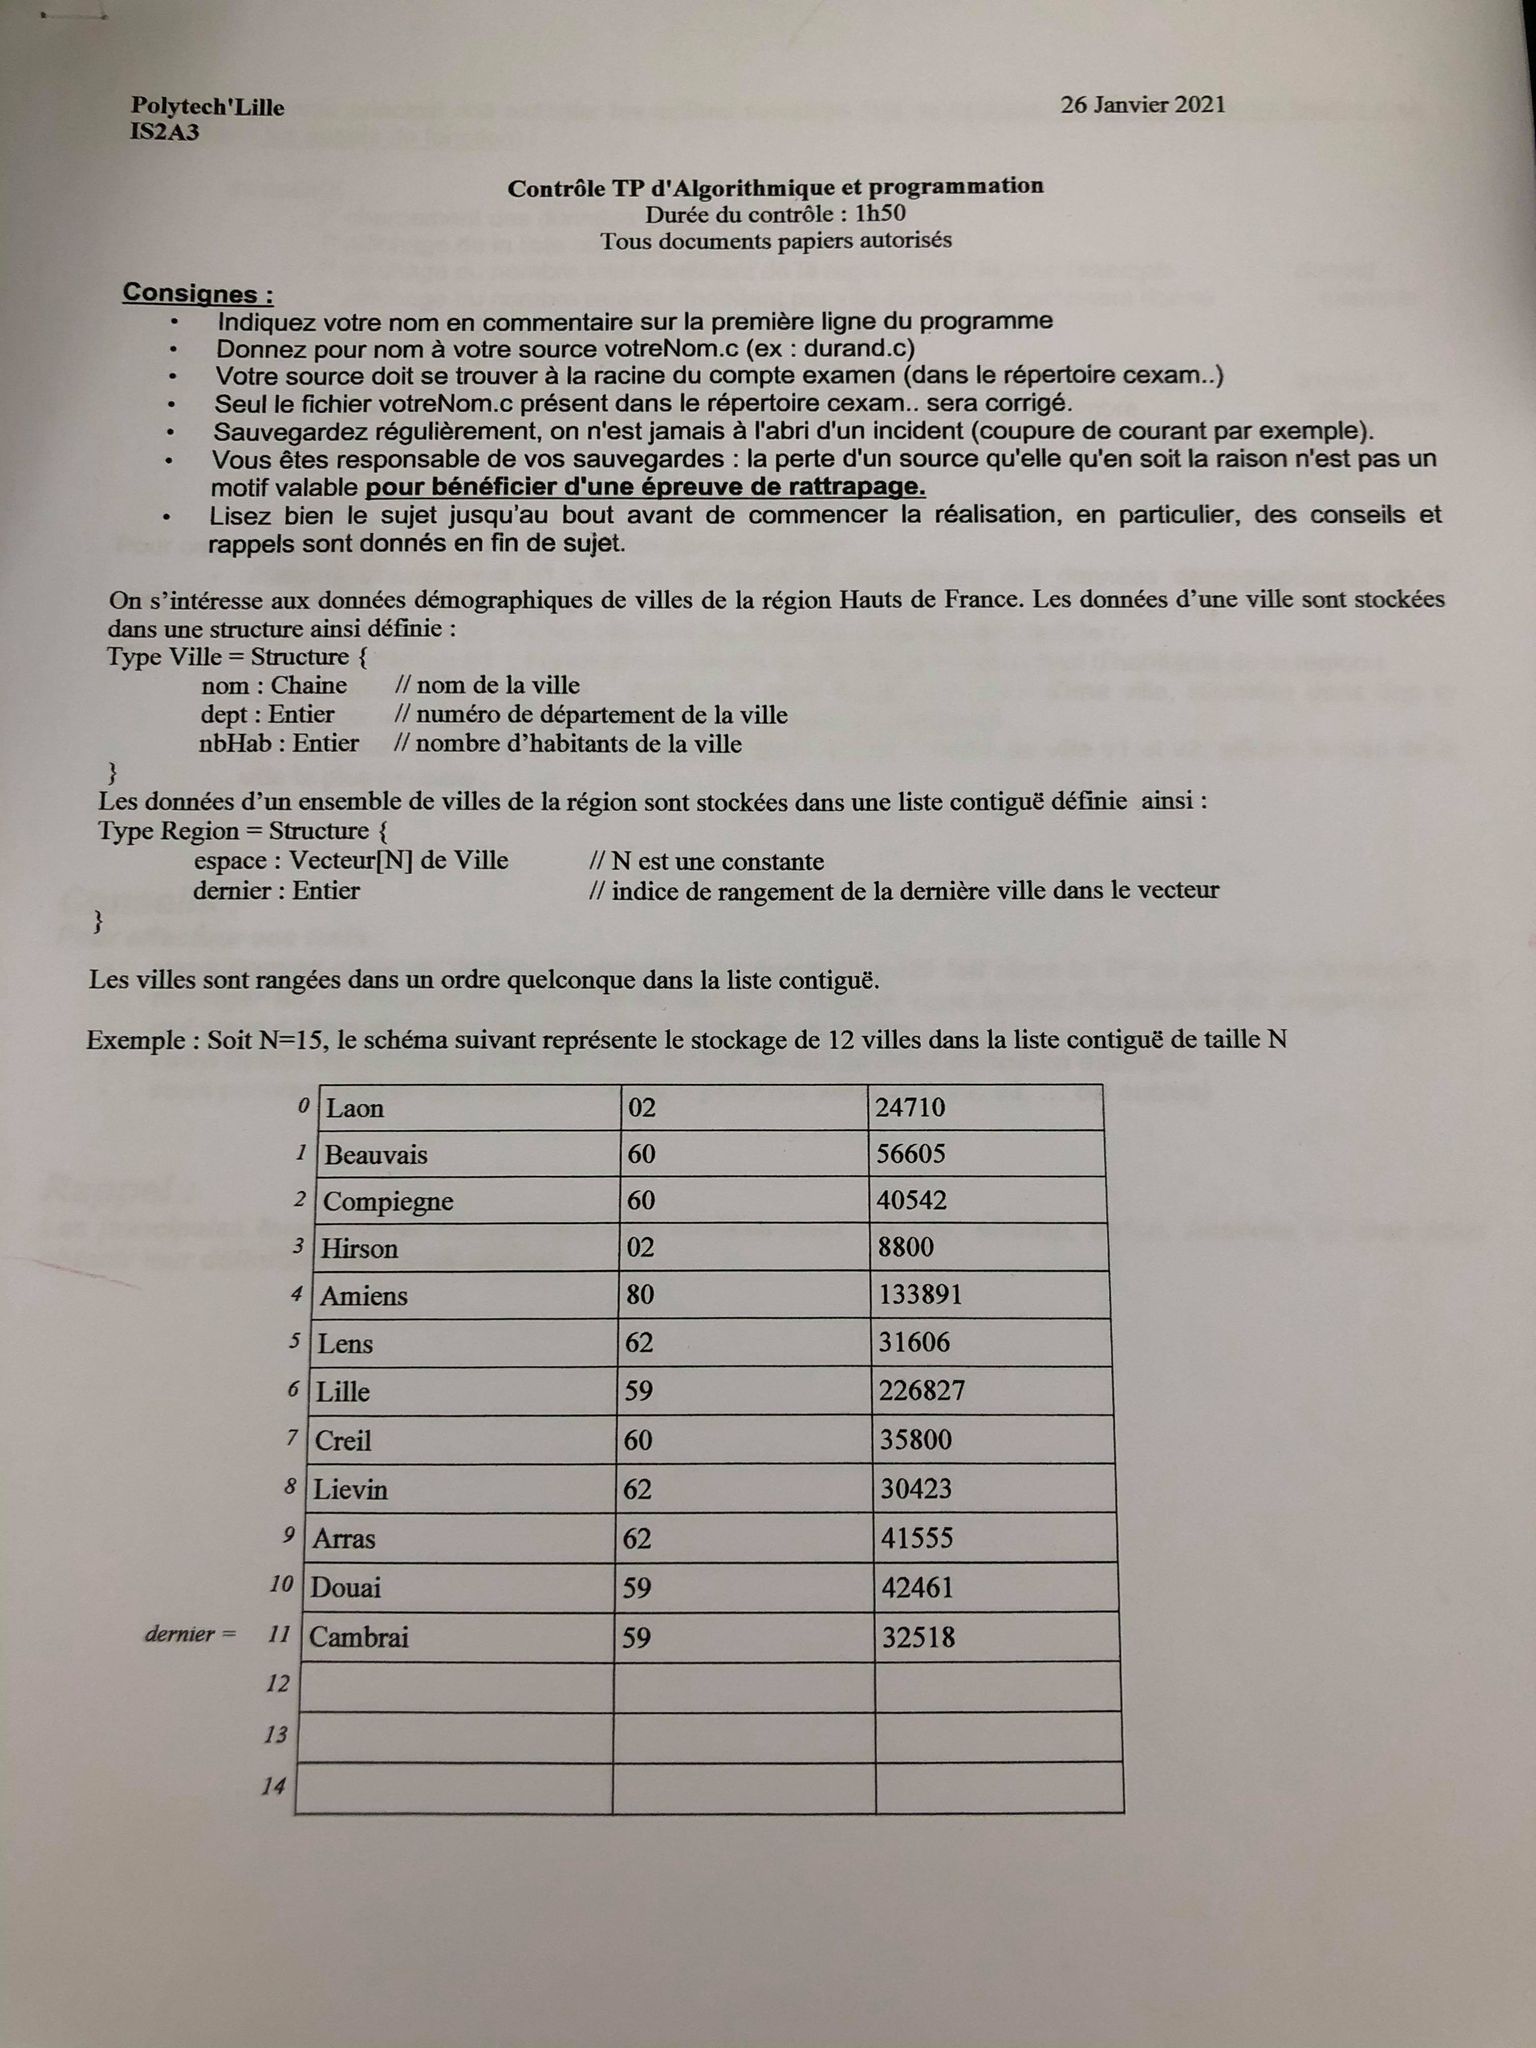 Polytech'Lille
26 Janvier 2021
IS2A3
Contrôle TP d'Algorithmique et programmation
Durée du contrôle : 1h50
Tous documents papiers autorisés
Consignes :
• Indiquez votre nom en commentaire sur la première ligne du programme
• Donnez pour nom à votre source votreNom.c (ex : durand.c)
• Votre source doit se trouver à la racine du compte examen (dans le répertoire cexam..)
• Seul le fichier votreNom.c présent dans le répertoire cexam.. sera corrigé.
• Sauvegardez régulièrement, on n'est jamais à l'abri d'un incident (coupure de courant par exemple).
• Vous êtes responsable de vos sauvegardes : la perte d'un source qu'elle qu'en soit la raison n'est pas un
motif valable pour bénéficier d'une épreuve de rattrapage.
• Lisez bien le sujet jusqu'au bout avant de commencer la réalisation, en particulier, des conseils et
rappels sont donnés en fin de sujet.
On s'intéresse aux données démographiques de villes de la région Hauts de France. Les données d'une ville sont stockées
dans une structure ainsi définie :
Type Ville = Structure {
nom : Chaine // nom de la ville
dept : Entier // numéro de département de la ville
nbHab : Entier // nombre d'habitants de la ville
}
Les données d'un ensemble de villes de la région sont stockées dans une liste contiguë définie ainsi :
Type Region = Structure {
espace : Vecteur[N] de Ville // N est une constante
dernier : Entier // indice de rangement de la dernière ville dans le vecteur
}
Les villes sont rangées dans un ordre quelconque dans la liste contiguë.
Exemple : Soit N=15, le schéma suivant représente le stockage de 12 villes dans la liste contiguë de taille N
0 Laon 02 24710
1 Beauvais 60 56605
2 Compiegne 60 40542
3 Hirson 02 8800
4 Amiens 80 133891
5 Lens 62 31606
6 Lille 59 226827
7 Creil 60 35800
8 Lievin 62 30423
9 Arras 62 41555
10 Douai 59 42461
dernier = 11 Cambrai 59 32518
12
13
14